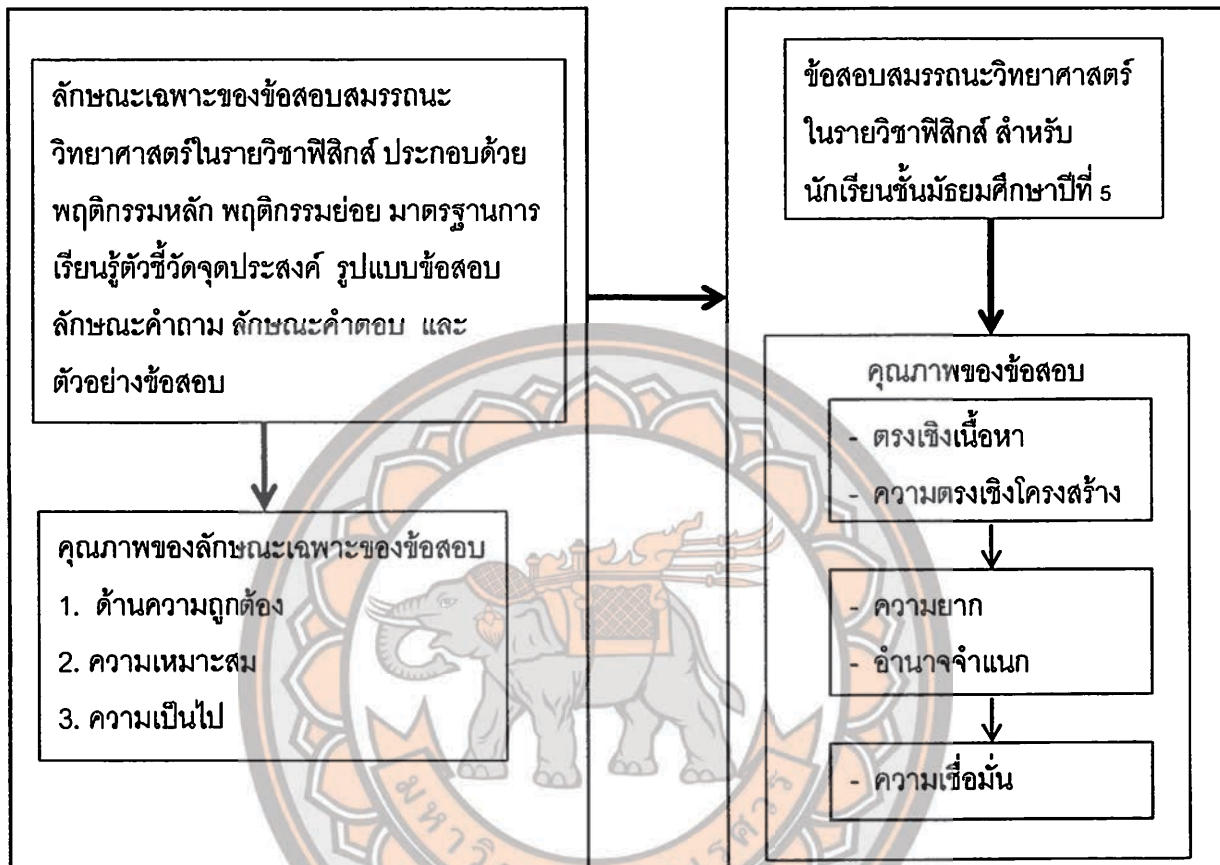 ลักษณะเฉพาะของข้อสอบสมรรถนะ
วิทยาศาสตร์ในรายวิชาฟิสิกส์ ประกอบด้วย
พฤติกรรมหลัก พฤติกรรมย่อย มาตรฐานการ
เรียนรู้ตัวชี้วัดจุดประสงค์ รูปแบบข้อสอบ
ลักษณะคำถาม ลักษณะคำตอบ และ
ตัวอย่างข้อสอบ
คุณภาพของลักษณะเฉพาะของข้อสอบ
1. ด้านความถูกต้อง
2. ความเหมาะสม
3. ความเป็นไป
ข้อสอบสมรรถนะวิทยาศาสตร์
ในรายวิชาฟิสิกส์ สำหรับ
นักเรียนชั้นมัธยมศึกษาปีที่ 5
คุณภาพของข้อสอบ
- ตรงเชิงเนื้อหา
- ความตรงเชิงโครงสร้าง
- ความยาก
- อำนาจจำแนก
- ความเชื่อมั่น